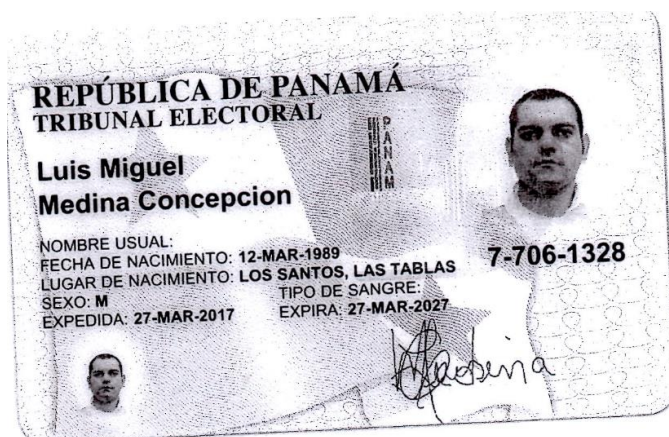 REPÚBLICA DE PANAMÁ
TRIBUNAL ELECTORAL
PANAMÁ
Luis Miguel
Medina Concepcion
NOMBRE USUAL:
FECHA DE NACIMIENTO: 12-MAR-1989
LUGAR DE NACIMIENTO: LOS SANTOS, LAS TABLAS
SEXO: M TIPO DE SANGRE:
EXPEDIDA: 27-MAR-2017 EXPIRA: 27-MAR-2027
7-706-1328